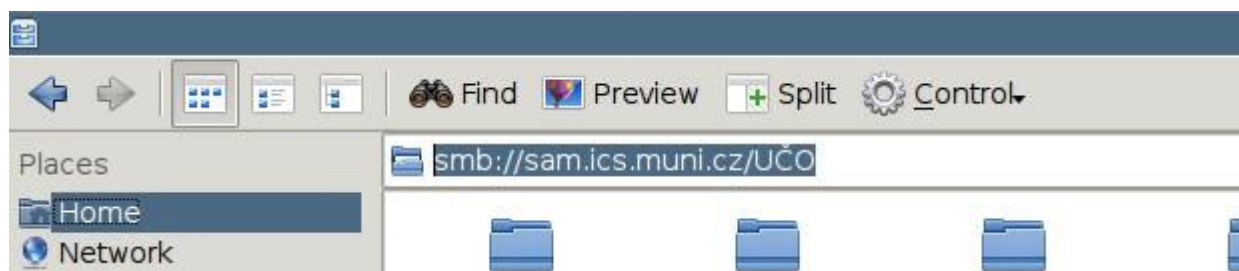 Find Preview Split Control
Places
smb://sam.ics.muni.cz/UČO
Home
Network